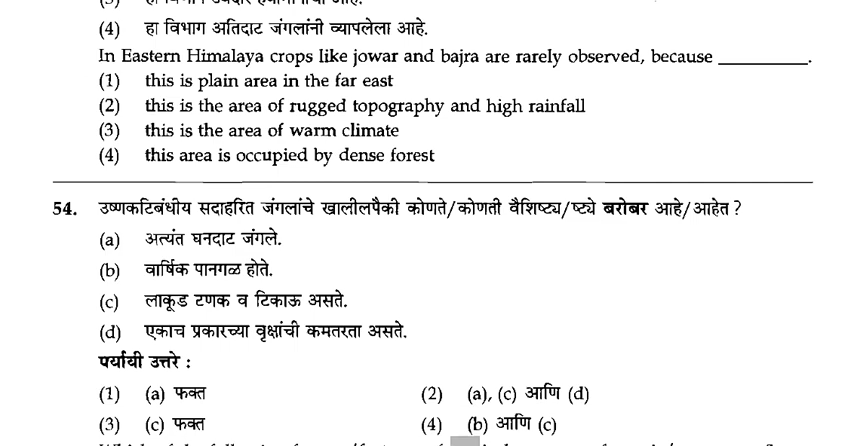 (4) हा विभाग अतिदाट जंगलांनी व्यापलेला आहे.
In Eastern Himalaya crops like jowar and bajra are rarely observed, because __________.
(1) this is plain area in the far east
(2) this is the area of rugged topography and high rainfall
(3) this is the area of warm climate
(4) this area is occupied by dense forest
54. उष्णकटिबंधीय सदाहरित जंगलांचे खालीलपैकी कोणते/कोणती वैशिष्ट्य/ष्ट्ये बरोबर आहे/आहेत ?
(a) अत्यंत घनदाट जंगले.
(b) वार्षिक पानगळ होते.
(c) लाकूड टणक व टिकाऊ असते.
(d) एकाच प्रकारच्या वृक्षांची कमतरता असते.
पर्यायी उत्तरे :
(1) (a) फक्त (2) (a), (c) आणि (d)
(3) (c) फक्त (4) (b) आणि (c)